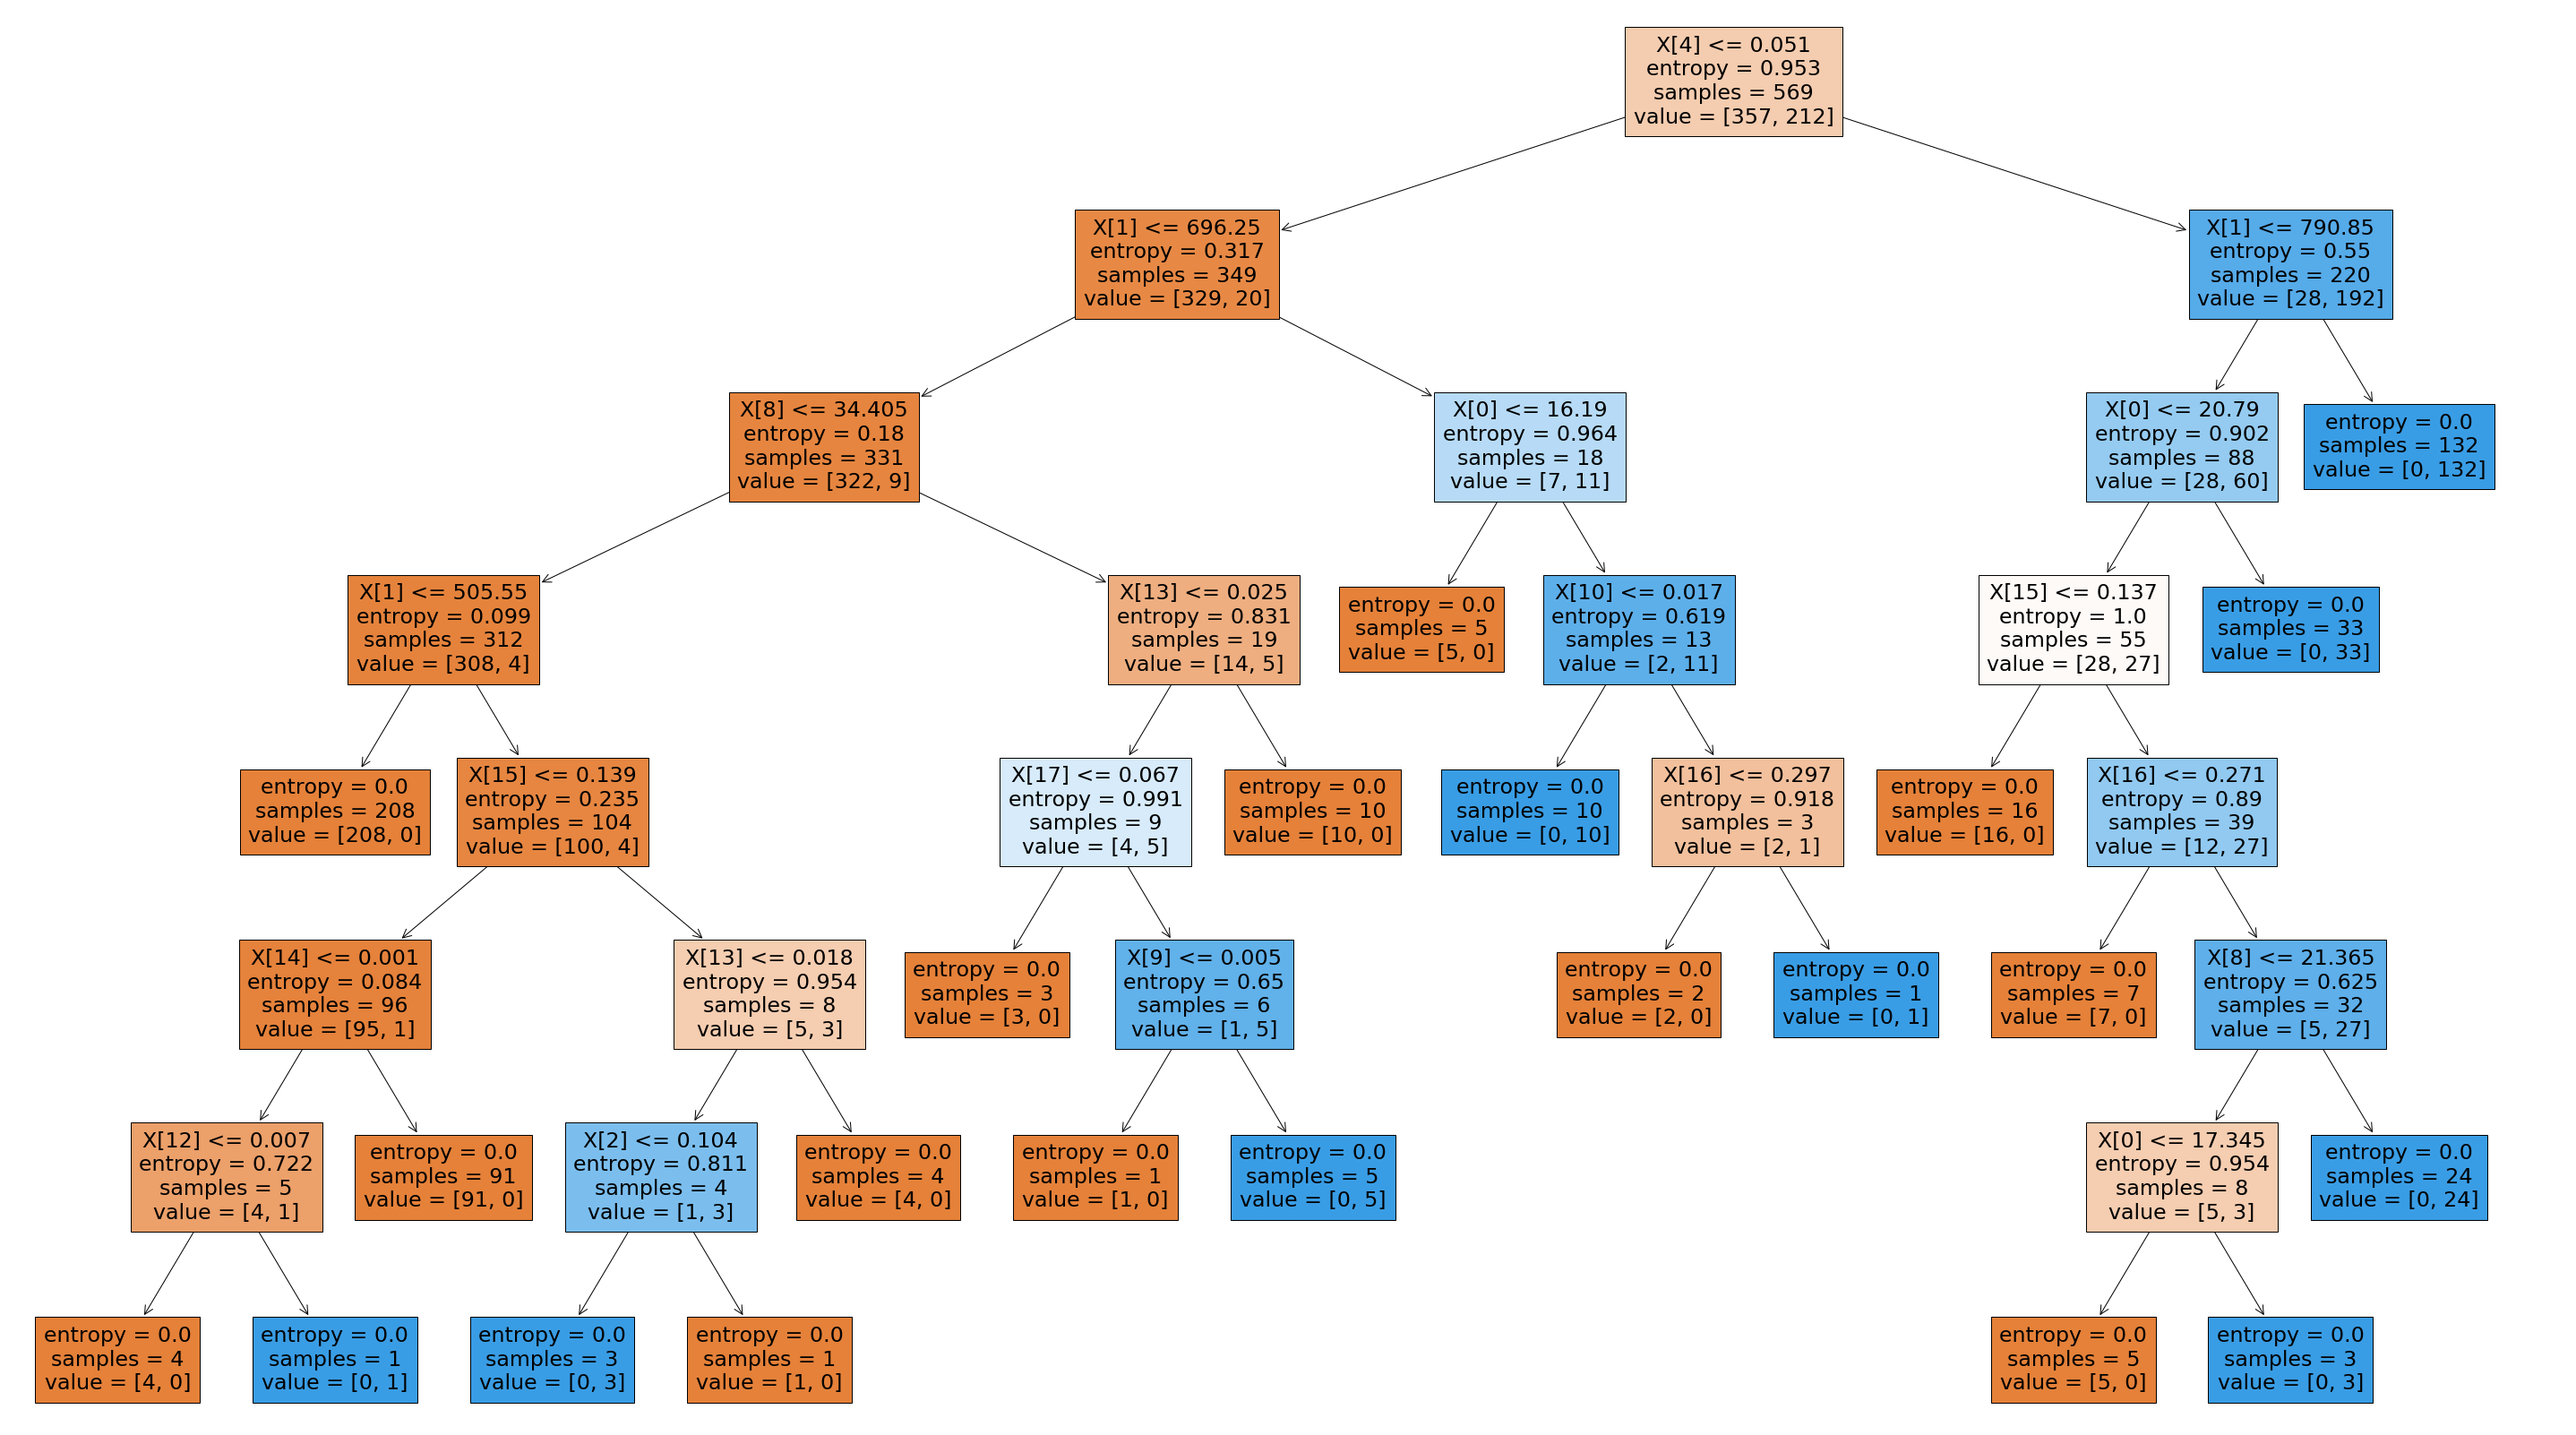 X[4] <= 0.051
entropy = 0.953
samples = 569
value = [357, 212]
X[1] <= 696.25
entropy = 0.317
samples = 349
value = [329, 20]
X[1] <= 790.85
entropy = 0.55
samples = 220
value = [28, 192]
X[8] <= 34.405
entropy = 0.18
samples = 331
value = [322, 9]
X[0] <= 16.19
entropy = 0.964
samples = 18
value = [7, 11]
X[0] <= 20.79
entropy = 0.902
samples = 88
value = [28, 60]
entropy = 0.0
samples = 132
value = [0, 132]
X[1] <= 505.55
entropy = 0.099
samples = 312
value = [308, 4]
X[13] <= 0.025
entropy = 0.831
samples = 19
value = [14, 5]
entropy = 0.0
samples = 5
value = [5, 0]
X[10] <= 0.017
entropy = 0.619
samples = 13
value = [2, 11]
X[15] <= 0.137
entropy = 1.0
samples = 55
value = [28, 27]
entropy = 0.0
samples = 33
value = [0, 33]
entropy = 0.0
samples = 208
value = [208, 0]
X[15] <= 0.139
entropy = 0.235
samples = 104
value = [100, 4]
X[17] <= 0.067
entropy = 0.991
samples = 9
value = [4, 5]
entropy = 0.0
samples = 10
value = [10, 0]
entropy = 0.0
samples = 10
value = [0, 10]
X[16] <= 0.297
entropy = 0.918
samples = 3
value = [2, 1]
entropy = 0.0
samples = 16
value = [16, 0]
X[16] <= 0.271
entropy = 0.89
samples = 39
value = [12, 27]
X[14] <= 0.001
entropy = 0.084
samples = 96
value = [95, 1]
X[13] <= 0.018
entropy = 0.954
samples = 8
value = [5, 3]
entropy = 0.0
samples = 3
value = [3, 0]
X[9] <= 0.005
entropy = 0.65
samples = 6
value = [1, 5]
entropy = 0.0
samples = 2
value = [2, 0]
entropy = 0.0
samples = 1
value = [0, 1]
entropy = 0.0
samples = 7
value = [7, 0]
X[8] <= 21.365
entropy = 0.625
samples = 32
value = [5, 27]
X[12] <= 0.007
entropy = 0.722
samples = 5
value = [4, 1]
entropy = 0.0
samples = 91
value = [91, 0]
X[2] <= 0.104
entropy = 0.811
samples = 4
value = [1, 3]
entropy = 0.0
samples = 4
value = [4, 0]
entropy = 0.0
samples = 1
value = [1, 0]
entropy = 0.0
samples = 5
value = [0, 5]
X[0] <= 17.345
entropy = 0.954
samples = 8
value = [5, 3]
entropy = 0.0
samples = 24
value = [0, 24]
entropy = 0.0
samples = 4
value = [4, 0]
entropy = 0.0
samples = 1
value = [0, 1]
entropy = 0.0
samples = 3
value = [0, 3]
entropy = 0.0
samples = 1
value = [1, 0]
entropy = 0.0
samples = 5
value = [5, 0]
entropy = 0.0
samples = 3
value = [0, 3]